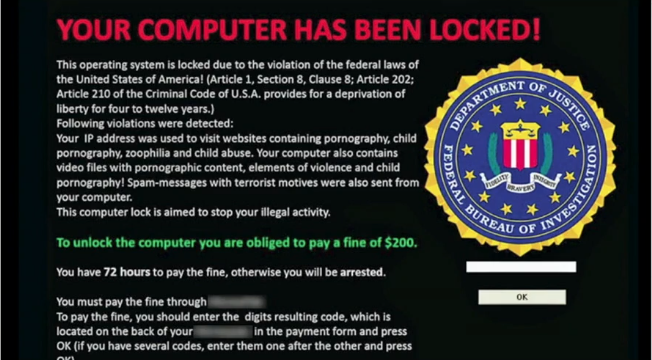 YOUR COMPUTER HAS BEEN LOCKED!
This operating system is locked due to the violation of the federal laws of
the United States of America! (Article 1, Section 8, Clause 8; Article 202;
Article 210 of the Criminal Code of U.S.A. provides for a deprivation of
liberty for four to twelve years.)
Following violations were detected:
Your IP address was used to visit websites containing pornography, child
pornography, zoophilia and child abuse. Your computer also contains
video files with pornographic content, elements of violence and child
pornography! Spam-messages with terrorist motives were also sent from
your computer.
This computer lock is aimed to stop your illegal activity.
To unlock the computer you are obliged to pay a fine of $200.
You have 72 hours to pay the fine, otherwise you will be arrested.
You must pay the fine through
To pay the fine, you should enter the digits resulting code, which is
located on the back of your in the payment form and press
OK (if you have several codes, enter them one after the other and press
OK)
DEPARTMENT OF JUSTICE
FIDELITY BRAVERY INTEGRITY
FEDERAL BUREAU OF INVESTIGATION
OK